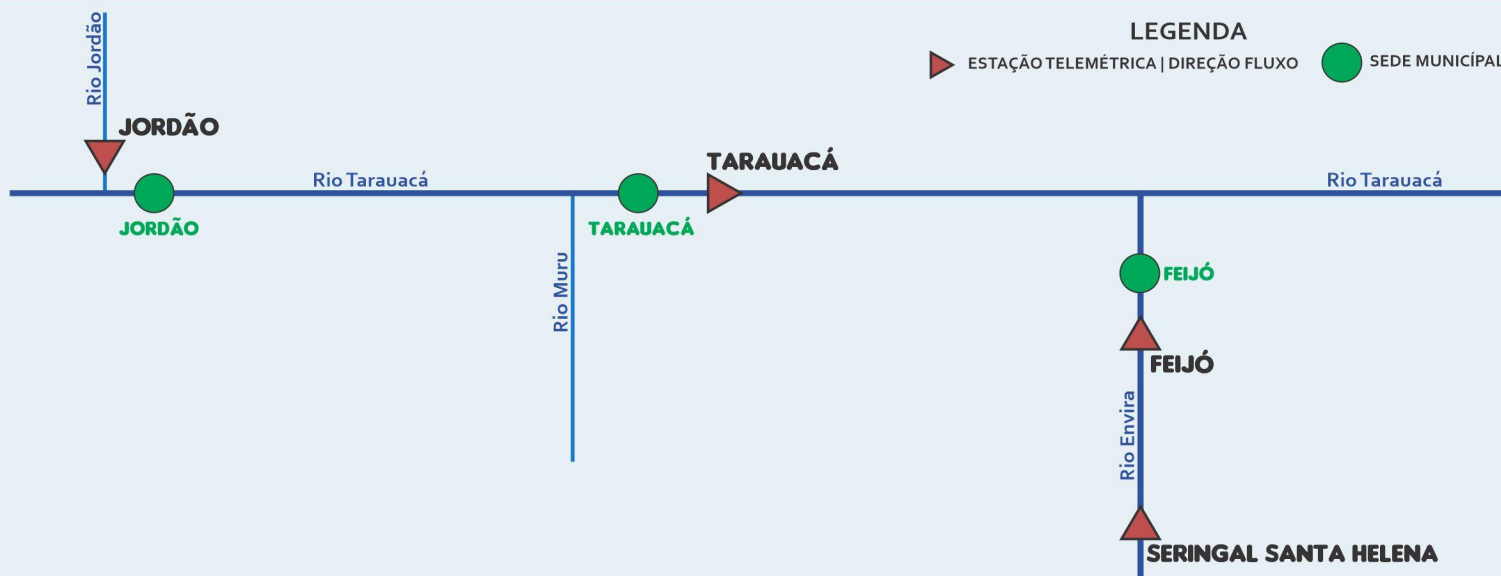 LEGENDA
ESTAÇÃO TELEMÉTRICA | DIREÇÃO FLUXO
SEDE MUNICÍPAL
Rio Jordão
JORDÃO
JORDÃO
Rio Tarauacá
TARAUACÁ
TARAUACÁ
Rio Tarauacá
Rio Muru
FEIJÓ
FEIJÓ
Rio Envira
SERINGAL SANTA HELENA